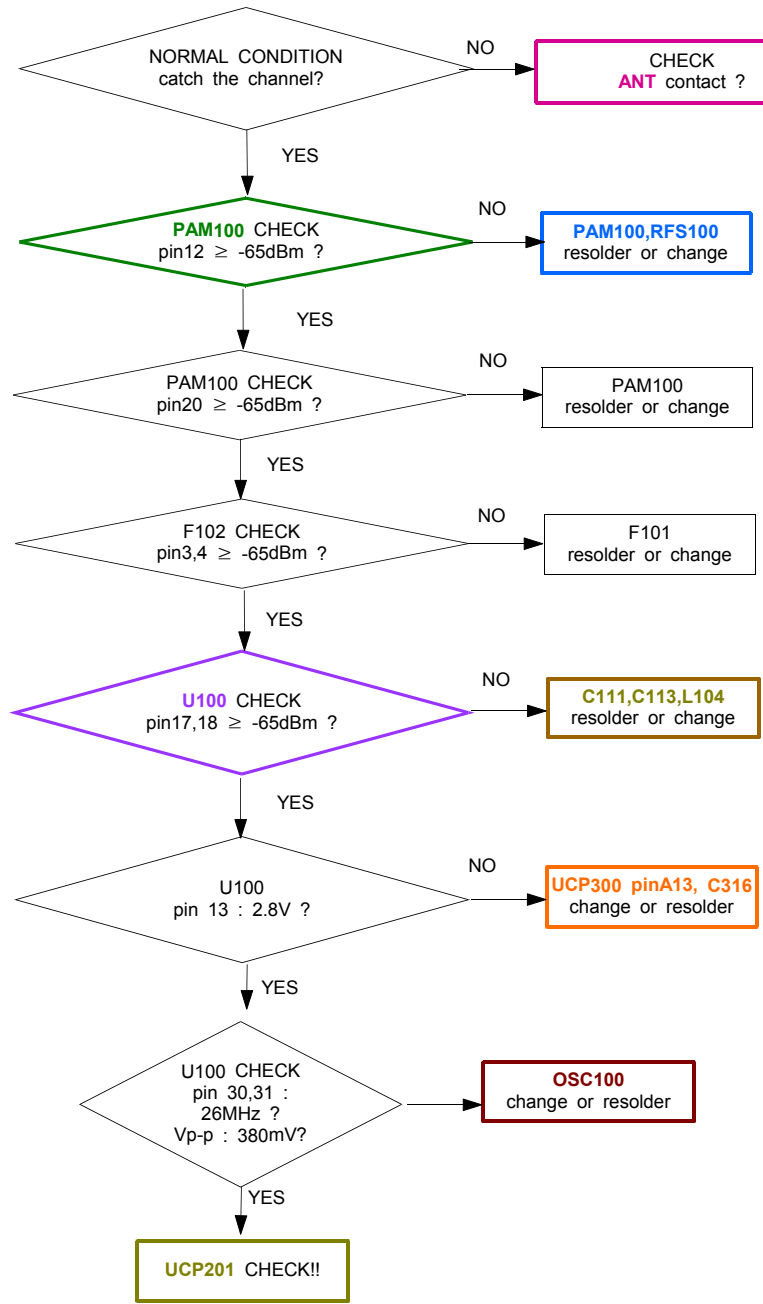 NORMAL CONDITION
catch the channel?
NO
CHECK
ANT contact ?
YES
PAM100 CHECK
pin12 ≥ -65dBm ?
NO
PAM100,RFS100
resolder or change
YES
PAM100 CHECK
pin20 ≥ -65dBm ?
NO
PAM100
resolder or change
YES
F102 CHECK
pin3,4 ≥ -65dBm ?
NO
F101
resolder or change
YES
U100 CHECK
pin17,18 ≥ -65dBm ?
NO
C111,C113,L104
resolder or change
YES
U100
pin 13 : 2.8V ?
NO
UCP300 pinA13, C316
change or resolder
YES
U100 CHECK
pin 30,31 :
26MHz ?
Vp-p : 380mV?
OSC100
change or resolder
YES
UCP201 CHECK!!